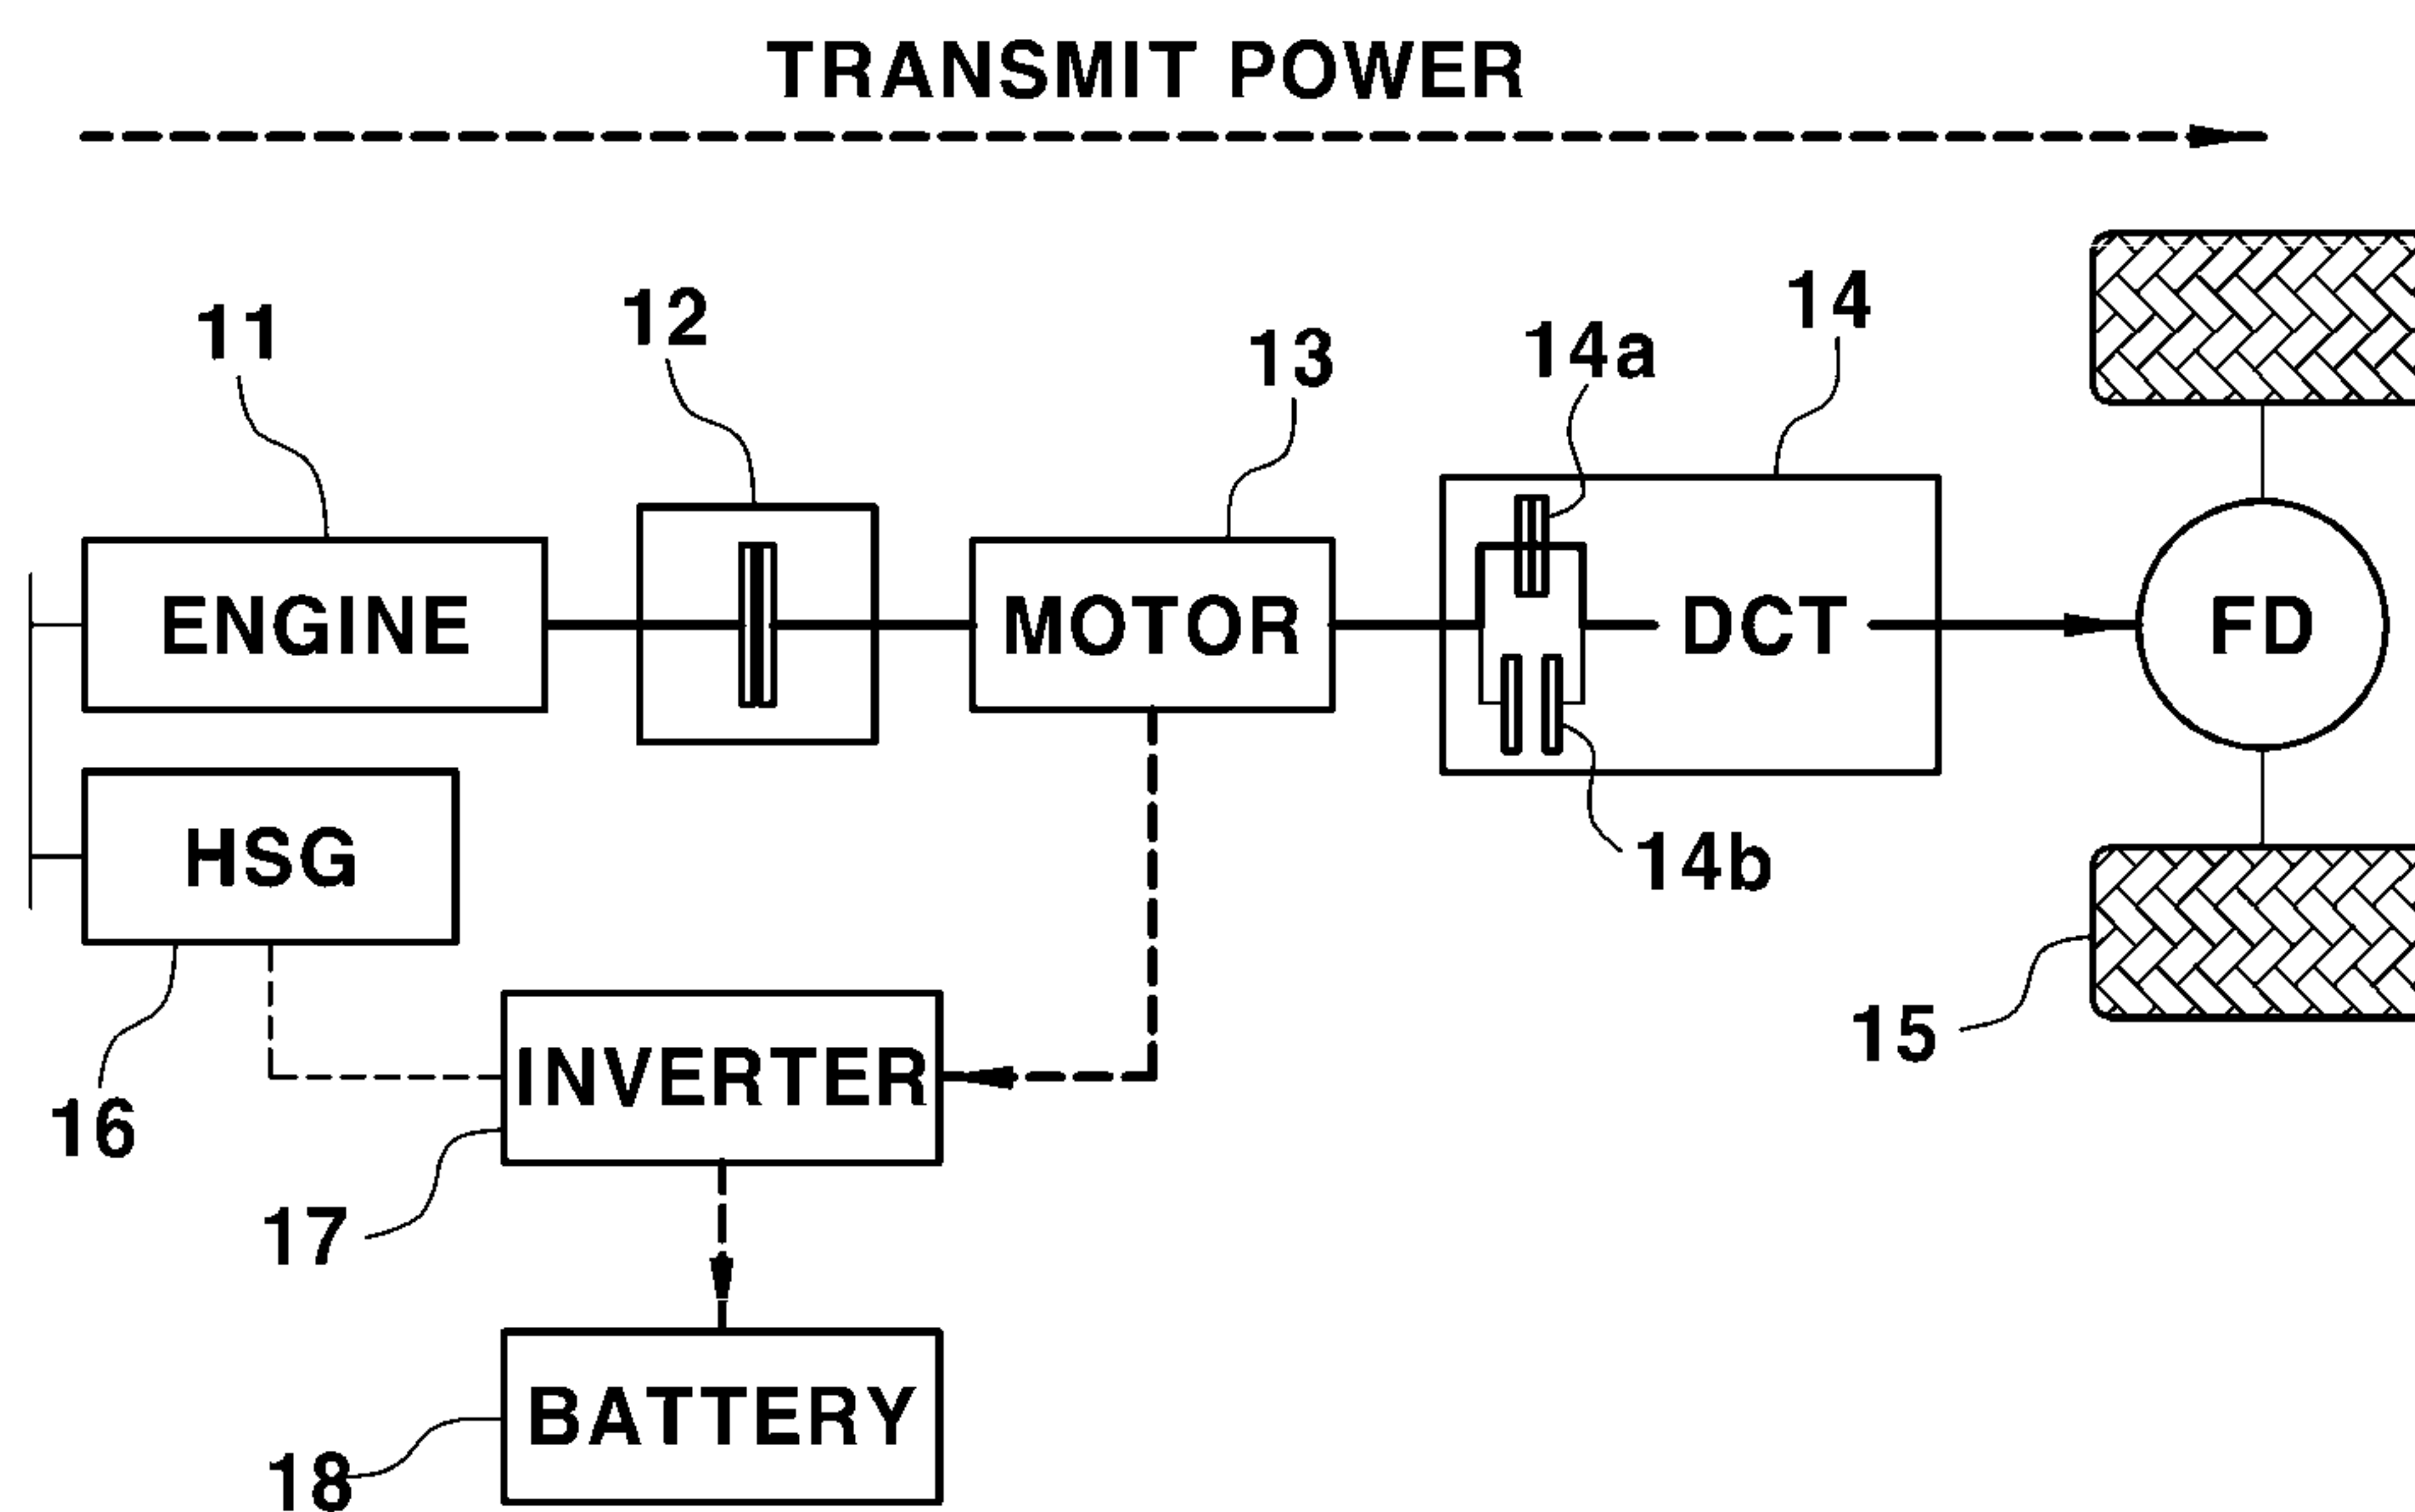 TRANSMIT POWER
11
12
13
14a
14
ENGINE
MOTOR
DCT
FD
HSG
14b
15
16
INVERTER
17
BATTERY
18